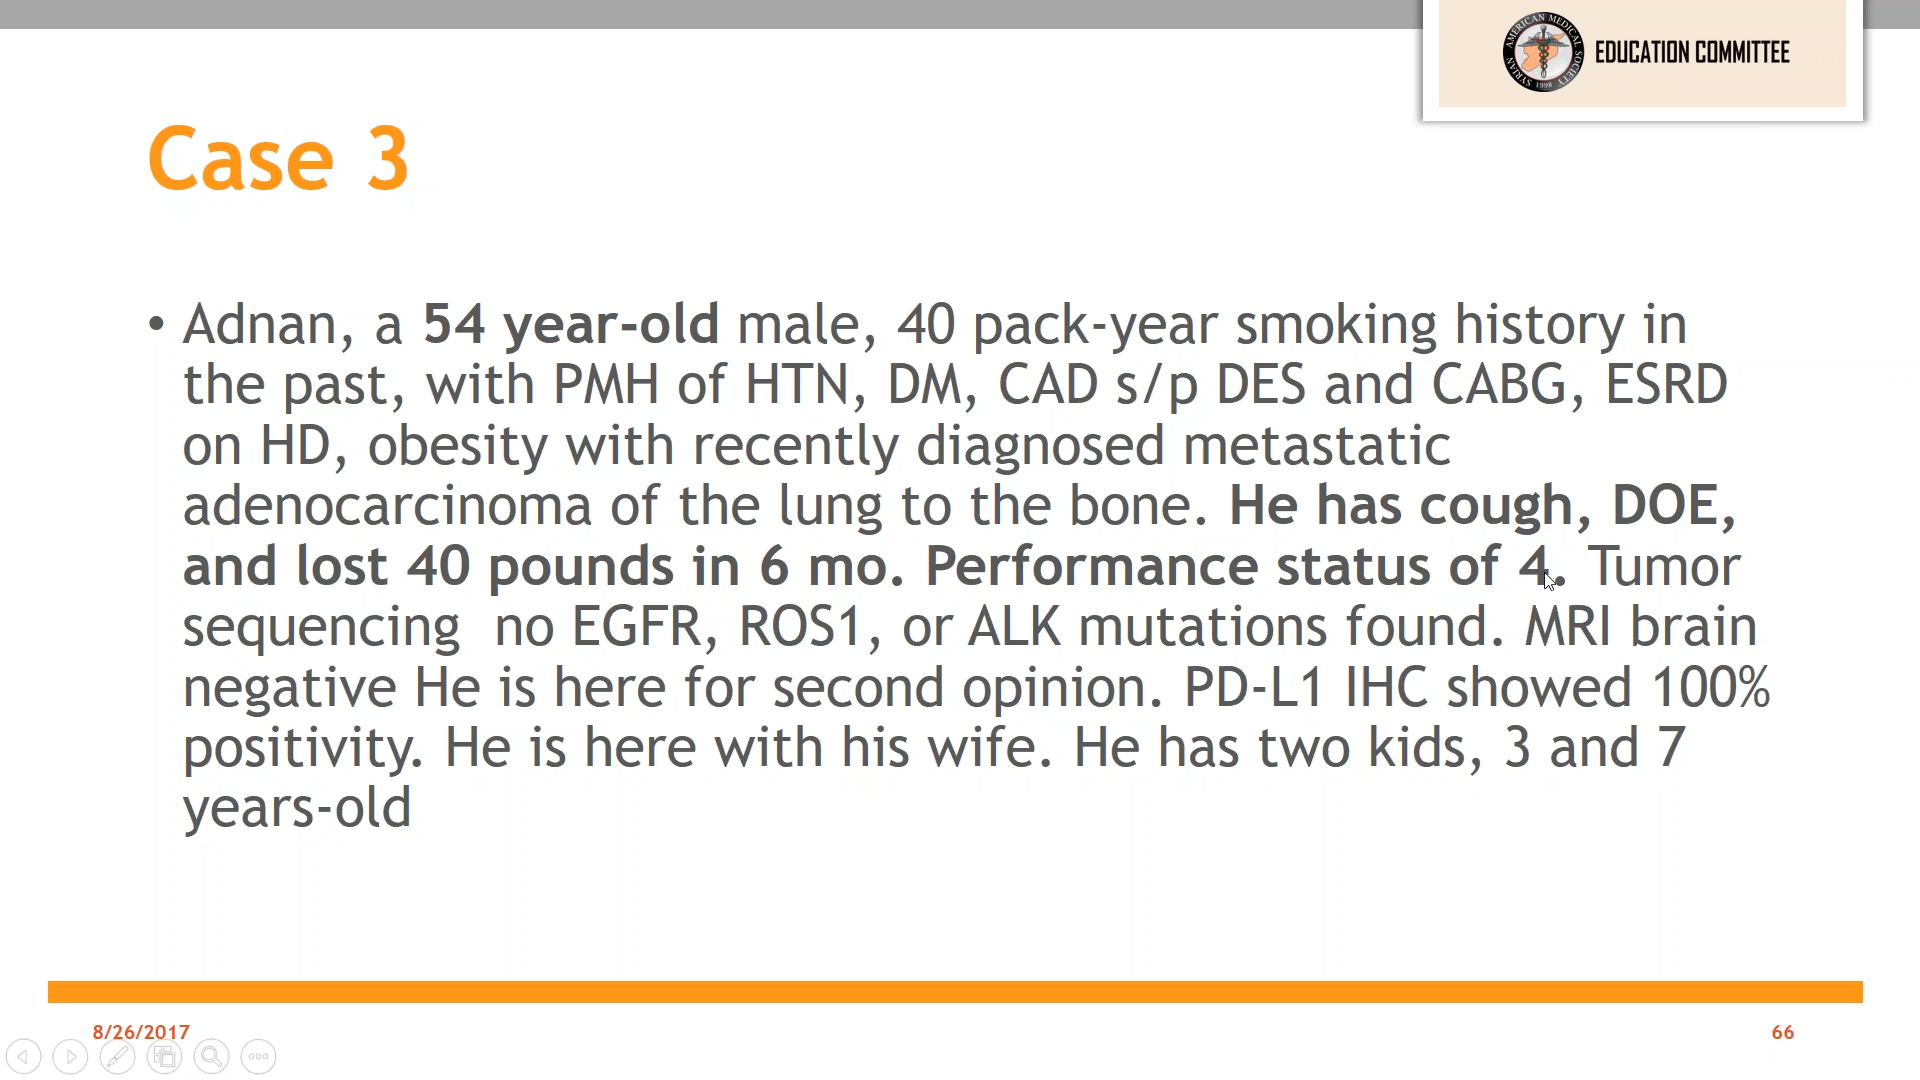 SYRIAN AMERICAN MEDICAL SOCIETY
1998
EDUCATION COMMITTEE
Case 3
• Adnan, a 54 year-old male, 40 pack-year smoking history in
the past, with PMH of HTN, DM, CAD s/p DES and CABG, ESRD
on HD, obesity with recently diagnosed metastatic
adenocarcinoma of the lung to the bone. He has cough, DOE,
and lost 40 pounds in 6 mo. Performance status of 4. Tumor
sequencing  no EGFR, ROS1, or ALK mutations found. MRI brain
negative He is here for second opinion. PD-L1 IHC showed 100%
positivity. He is here with his wife. He has two kids, 3 and 7
years-old
8/26/2017
66